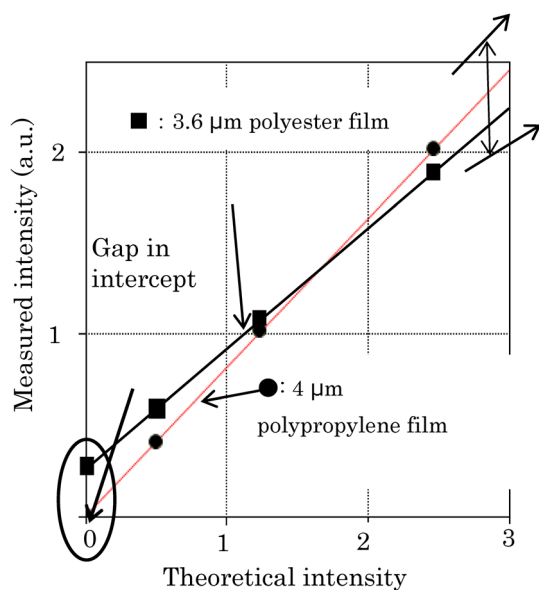 ■ : 3.6 μm polyester film
2
Gap in
intercept
1
●: 4 μm
polypropylene film
0
1
2
3
Theoretical intensity
Measured intensity (a.u.)